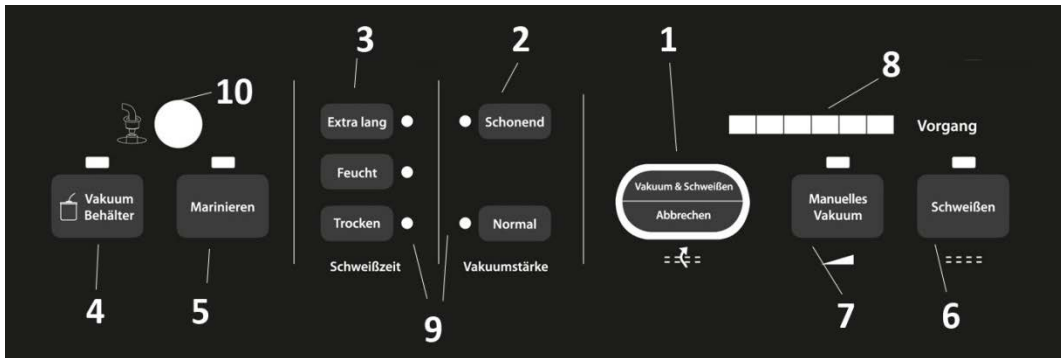 3
2
1
8
10
Extra lang
Schonend
Vorgang
Feucht
Vakuum
Behälter
Marinieren
Vakuum & Schweißen
Abbrechen
Manuelles
Vakuum
Schweißen
Trocken
Normal
Schweißzeit
Vakuumstärke
4
5
9
7
6